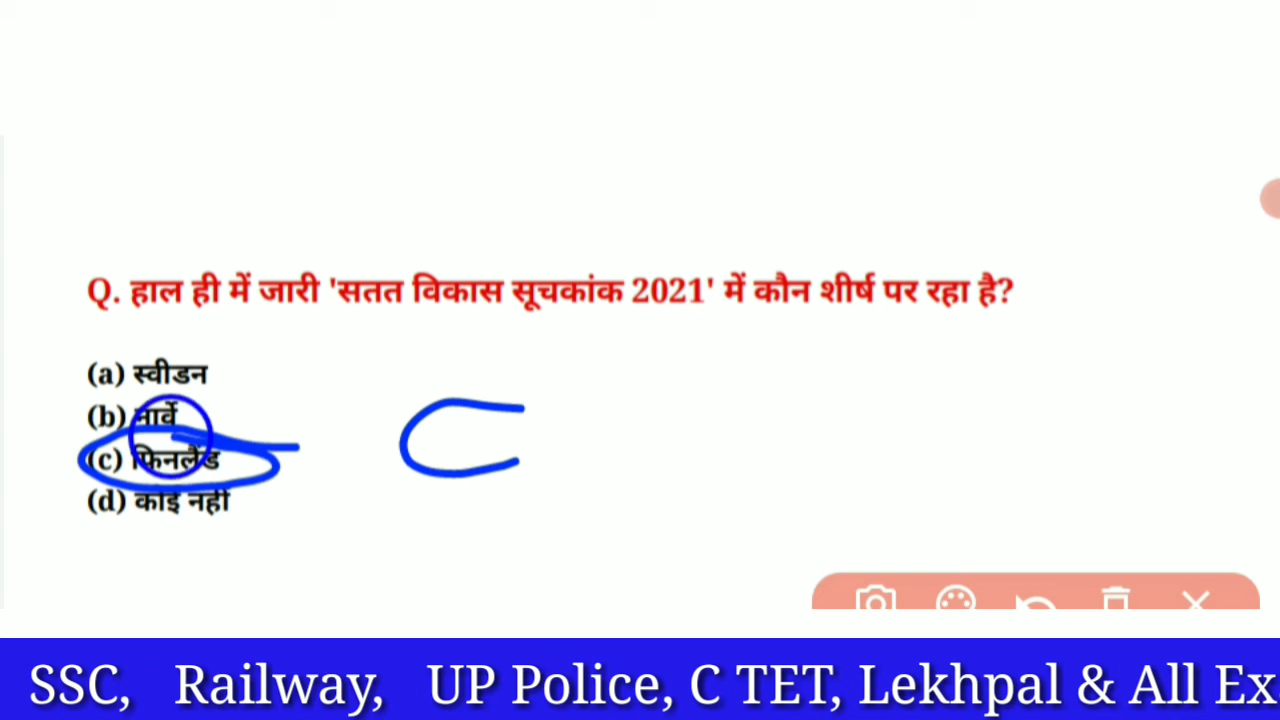 Q. हाल ही में जारी 'सतत विकास सूचकांक 2021' में कौन शीर्ष पर रहा है?
(a) स्वीडन
(b) नार्वे
(c) फिनलैंड
(d) कोई नहीं
C
SSC, Railway, UP Police, C TET, Lekhpal & All Ex